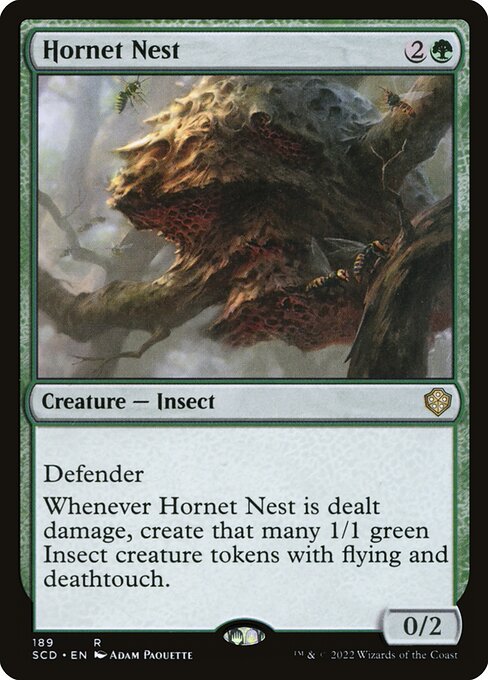 Hornet Nest 2
Creature — Insect
Defender
Whenever Hornet Nest is dealt
damage, create that many 1/1 green
Insect creature tokens with flying and
deathtouch.
0/2
189 R
SCD • EN Adam Paquette ™ & © 2022 Wizards of the Coast